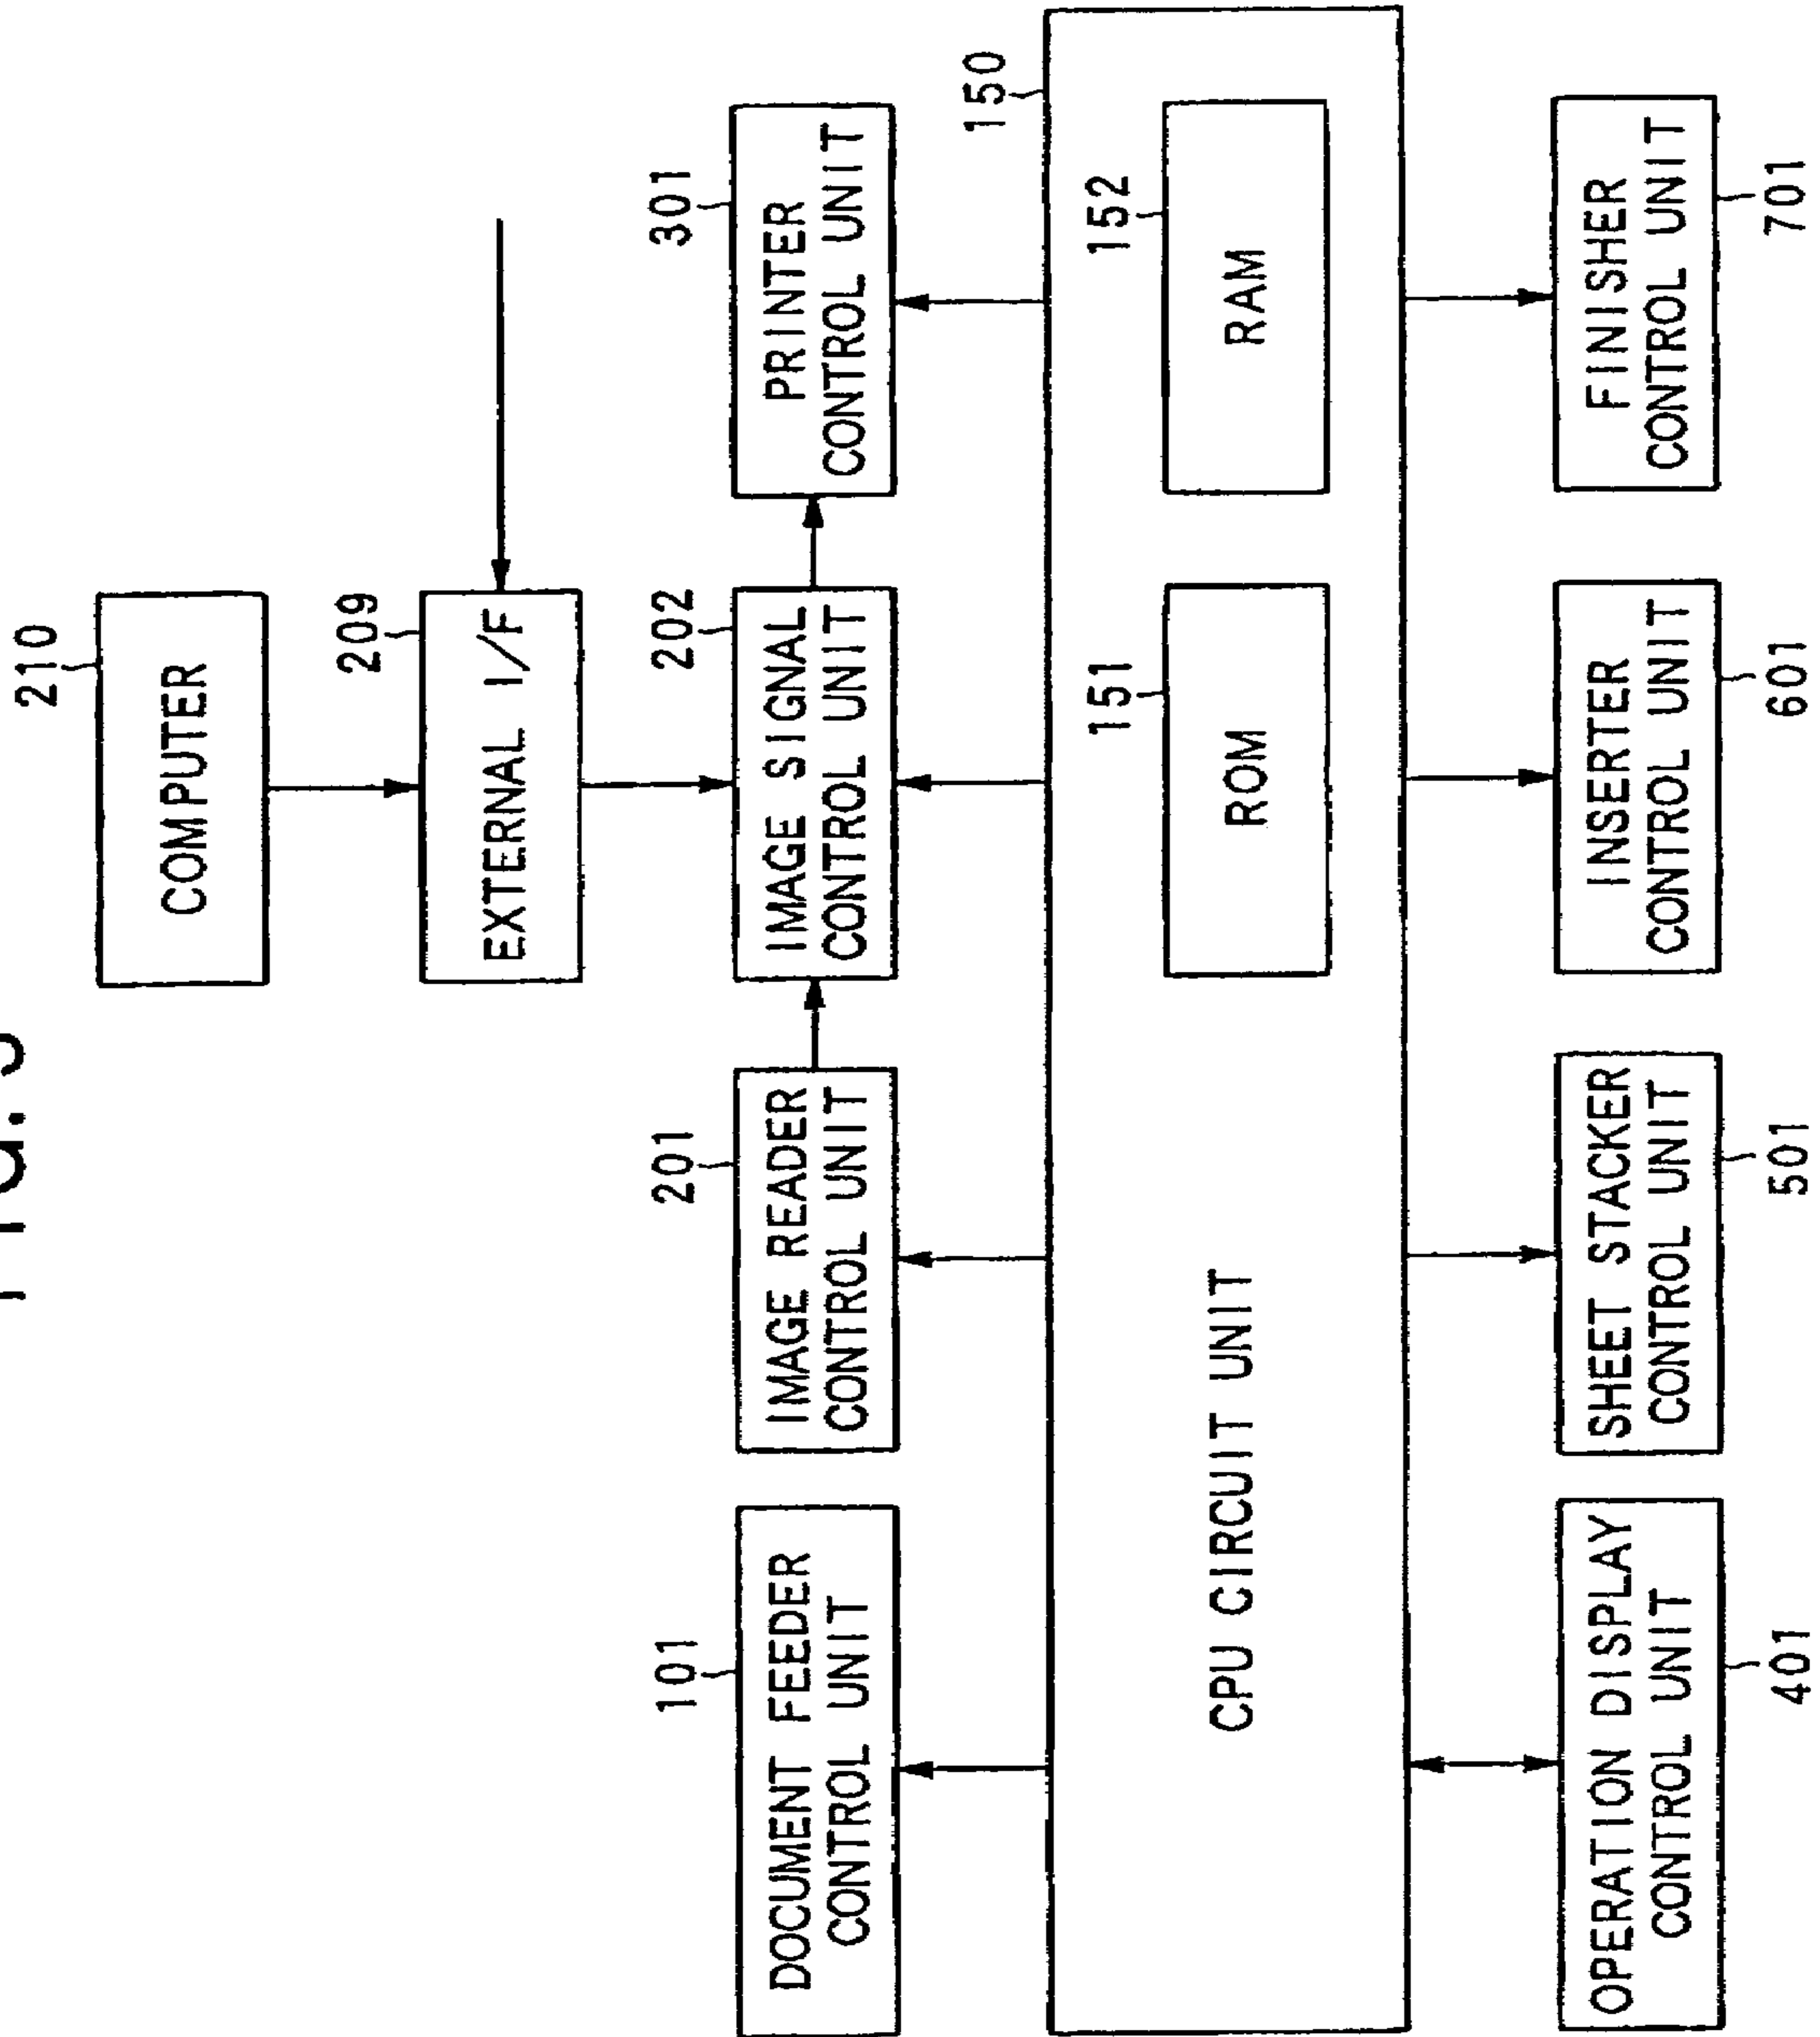 FIG.
210
COMPUTER
209
EXTERNAL I/F
101
DOCUMENT FEEDER
CONTROL UNIT
201
IMAGE READER
CONTROL UNIT
202
IMAGE SIGNAL
CONTROL UNIT
301
PRINTER
CONTROL UNIT
150
CPU CIRCUIT UNIT
151
ROM
152
RAM
OPERATION DISPLAY
CONTROL UNIT
401
SHEET STACKER
CONTROL UNIT
501
INSERTER
CONTROL UNIT
601
FINISHER
CONTROL UNIT
701